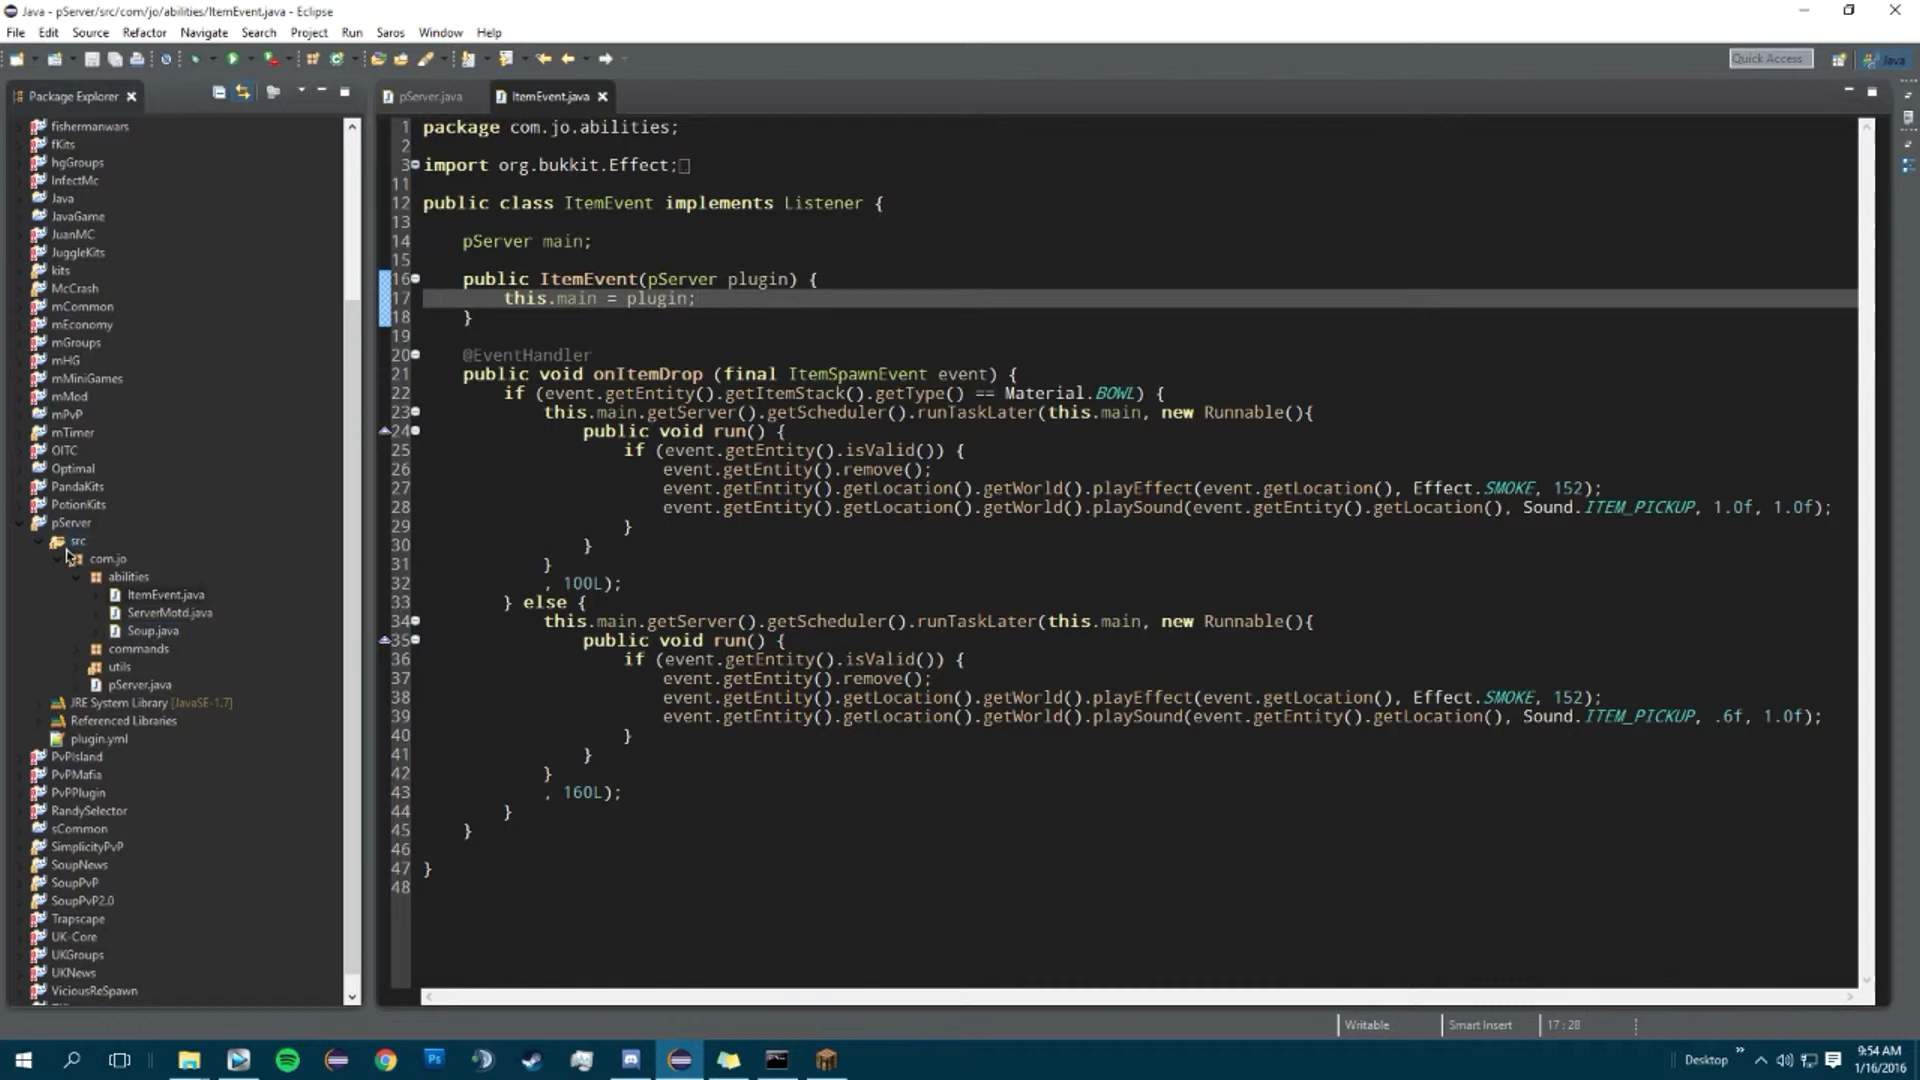 Java - pServer/src/com/jo/abilities/ItemEvent.java - Eclipse
File Edit Source Refactor Navigate Search Project Run Saros Window Help
Quick Access
Java
Package Explorer
pServer.java
ItemEvent.java
fishermanwars
fKits
hgGroups
InfectMc
Java
JavaGame
JuanMC
JuggleKits
kits
McCrash
mCommon
mEconomy
mGroups
mHG
mMiniGames
mMod
mPvP
mTimer
OITC
Optimal
PandaKits
PotionKits
pServer
src
com.jo
abilities
ItemEvent.java
ServerMotd.java
Soup.java
commands
utils
pServer.java
JRE System Library [JavaSE-1.7]
Referenced Libraries
plugin.yml
PvPIsland
PvPMafia
PvPPlugin
RandySelector
sCommon
SimplicityPvP
SoupNews
SoupPvP
SoupPvP2.0
Trapscape
UK-Core
UKGroups
UKNews
ViciousReSpawn
1 package com.jo.abilities;
2
3 import org.bukkit.Effect;
11
12 public class ItemEvent implements Listener {
13
14 pServer main;
15
16 public ItemEvent(pServer plugin) {
17 this.main = plugin;
18 }
19
20 @EventHandler
21 public void onItemDrop (final ItemSpawnEvent event) {
22 if (event.getEntity().getItemStack().getType() == Material.BOWL) {
23 this.main.getServer().getScheduler().runTaskLater(this.main, new Runnable(){
24 public void run() {
25 if (event.getEntity().isValid()) {
26 event.getEntity().remove();
27 event.getEntity().getLocation().getWorld().playEffect(event.getLocation(), Effect.SMOKE, 152);
28 event.getEntity().getLocation().getWorld().playSound(event.getEntity().getLocation(), Sound.ITEM_PICKUP, 1.0f, 1.0f);
29 }
30 }
31 }
32 , 100L);
33 } else {
34 this.main.getServer().getScheduler().runTaskLater(this.main, new Runnable(){
35 public void run() {
36 if (event.getEntity().isValid()) {
37 event.getEntity().remove();
38 event.getEntity().getLocation().getWorld().playEffect(event.getLocation(), Effect.SMOKE, 152);
39 event.getEntity().getLocation().getWorld().playSound(event.getEntity().getLocation(), Sound.ITEM_PICKUP, .6f, 1.0f);
40 }
41 }
42 }
43 , 160L);
44 }
45 }
46
47 }
48
Writable Smart Insert 17 : 28
Desktop
9:54 AM
1/16/2016